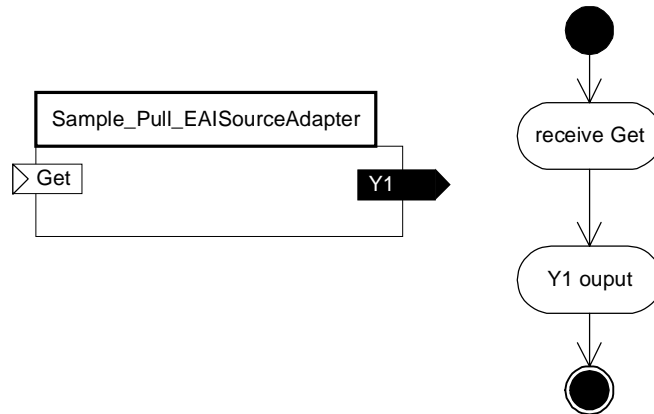 Sample_Pull_EAISourceAdapter
Get
Y1
receive Get
Y1 ouput